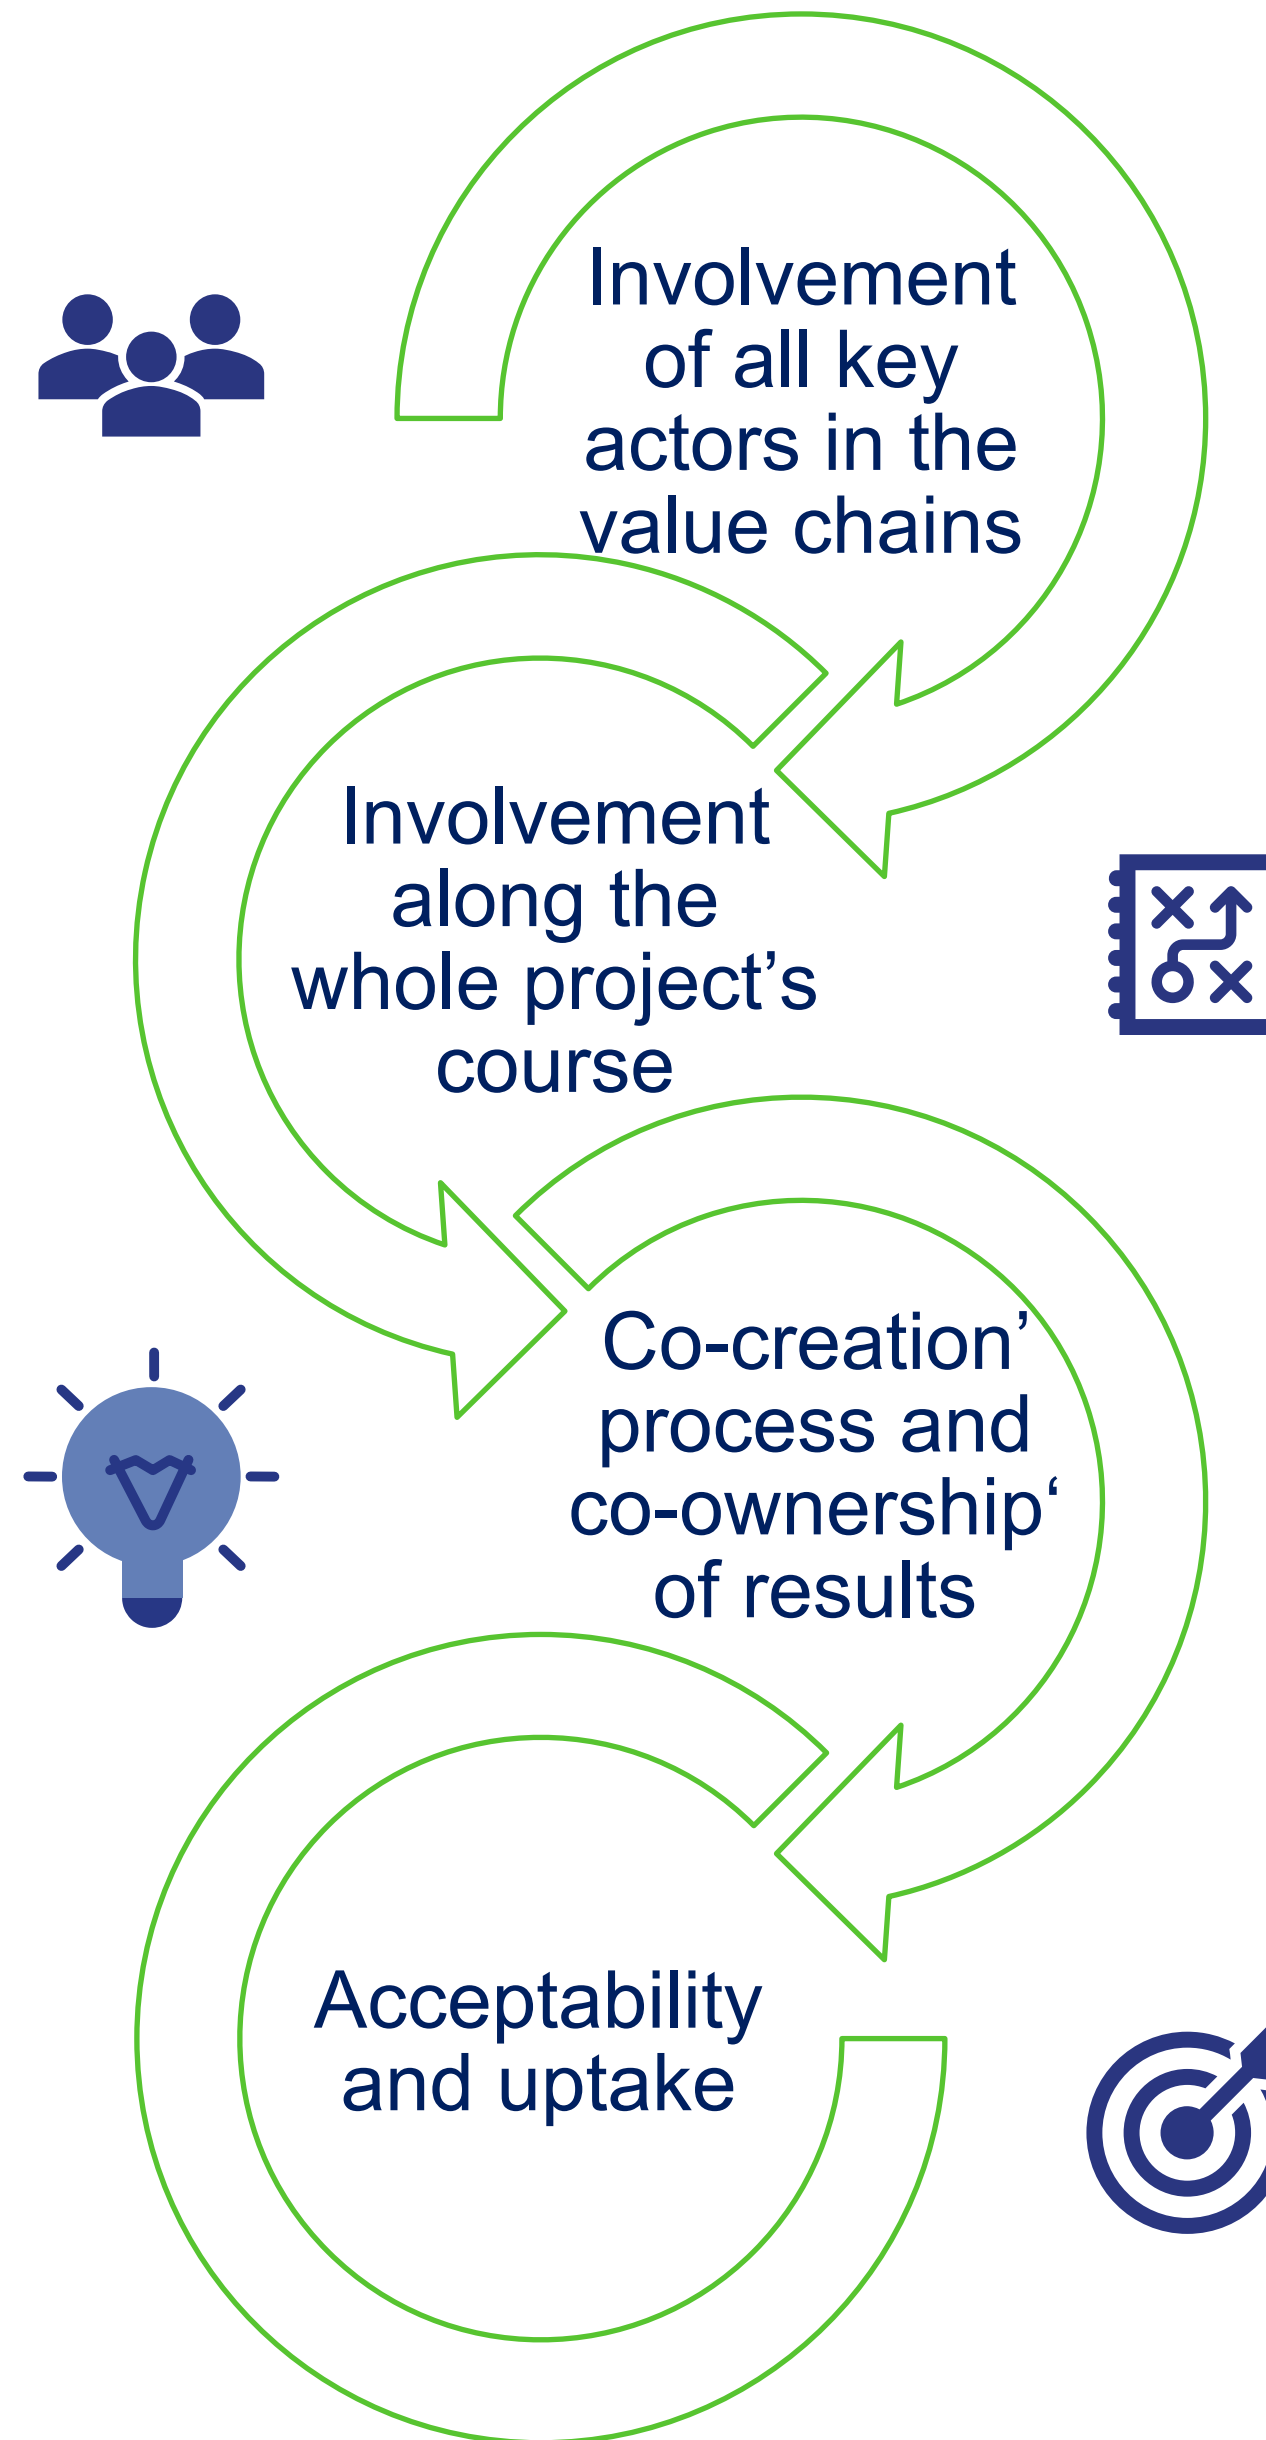 Involvement
of all key
actors in the
value chains
Involvement
along the
whole project’s
course
Co-creation’
process and
co-ownership‘
of results
Acceptability
and uptake